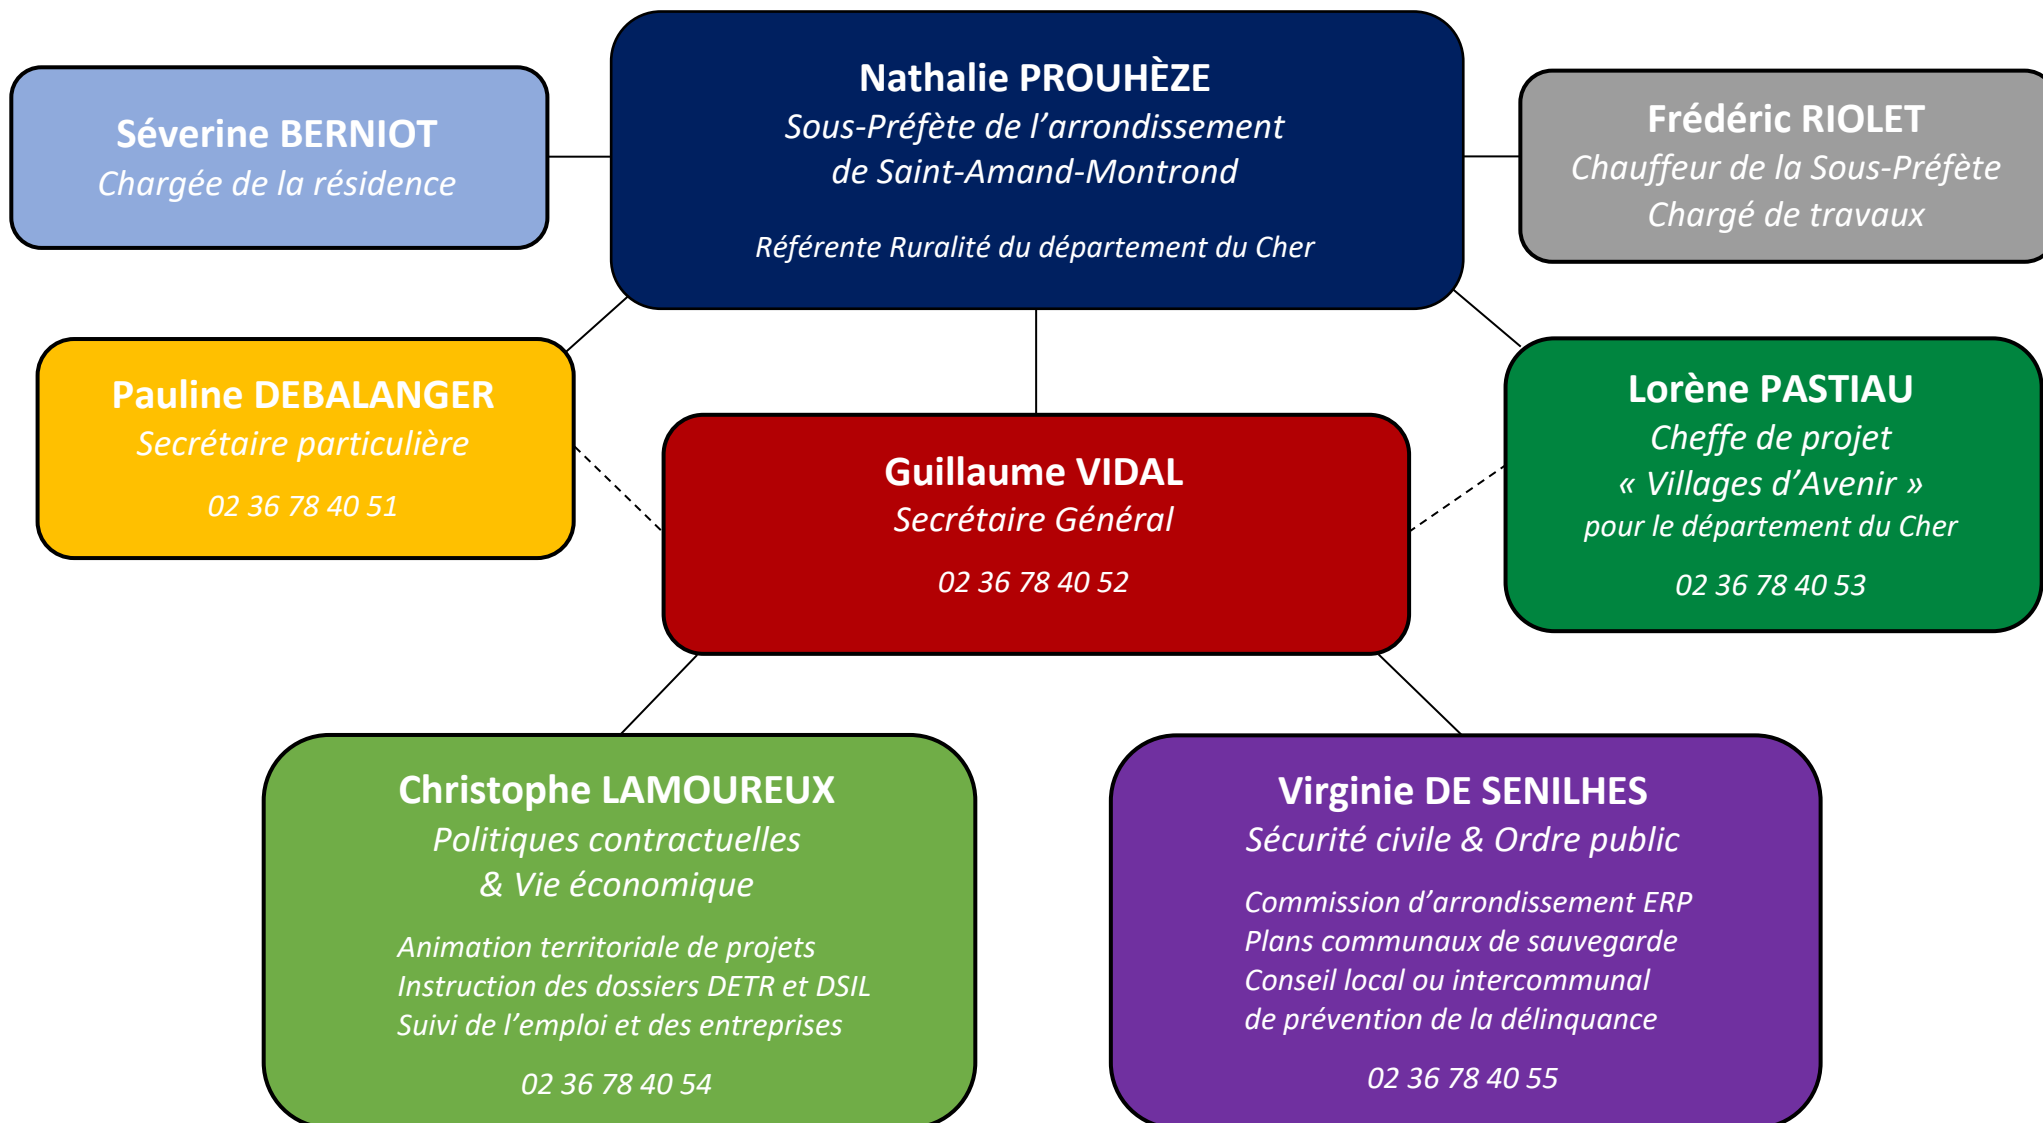 Nathalie PROUHÈZE
Sous-Préfète de l’arrondissement
de Saint-Amand-Montrond
Référente Ruralité du département du Cher
Séverine BERNIOT
Chargée de la résidence
Frédéric RIOLET
Chauffeur de la Sous-Préfète
Chargé de travaux
Pauline DEBALANGER
Secrétaire particulière
02 36 78 40 51
Guillaume VIDAL
Secrétaire Général
02 36 78 40 52
Lorène PASTIAU
Cheffe de projet
« Villages d’Avenir »
pour le département du Cher
02 36 78 40 53
Christophe LAMOUREUX
Politiques contractuelles
& Vie économique
Animation territoriale de projets
Instruction des dossiers DETR et DSIL
Suivi de l’emploi et des entreprises
02 36 78 40 54
Virginie DE SENILHES
Sécurité civile & Ordre public
Commission d’arrondissement ERP
Plans communaux de sauvegarde
Conseil local ou intercommunal
de prévention de la délinquance
02 36 78 40 55